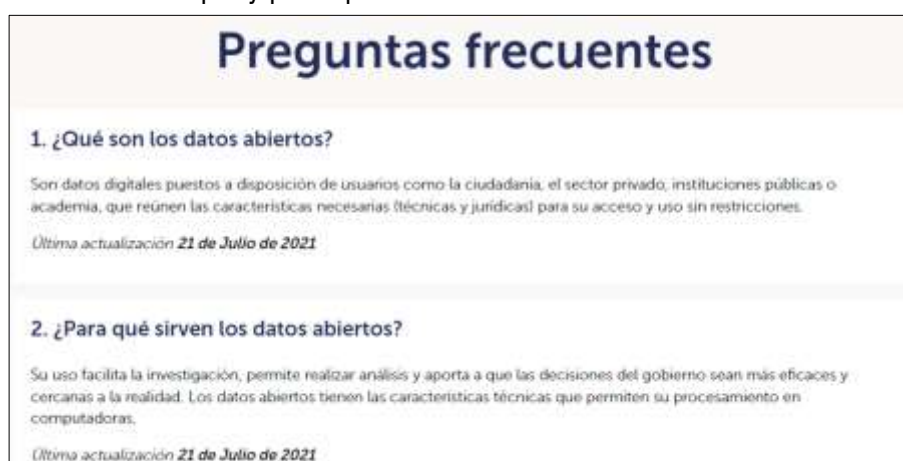 Preguntas frecuentes
1. ¿Qué son los datos abiertos?
Son datos digitales puestos a disposición de usuarios como la ciudadanía, el sector privado, instituciones públicas o
academia, que reúnen las características necesarias (técnicas y jurídicas) para su acceso y uso sin restricciones.
Última actualización 21 de Julio de 2021
2. ¿Para qué sirven los datos abiertos?
Su uso facilita la investigación, permite realizar análisis y aporta a que las decisiones del gobierno sean más eficaces y
cercanas a la realidad. Los datos abiertos tienen las características técnicas que permiten su procesamiento en
computadoras.
Última actualización 21 de Julio de 2021